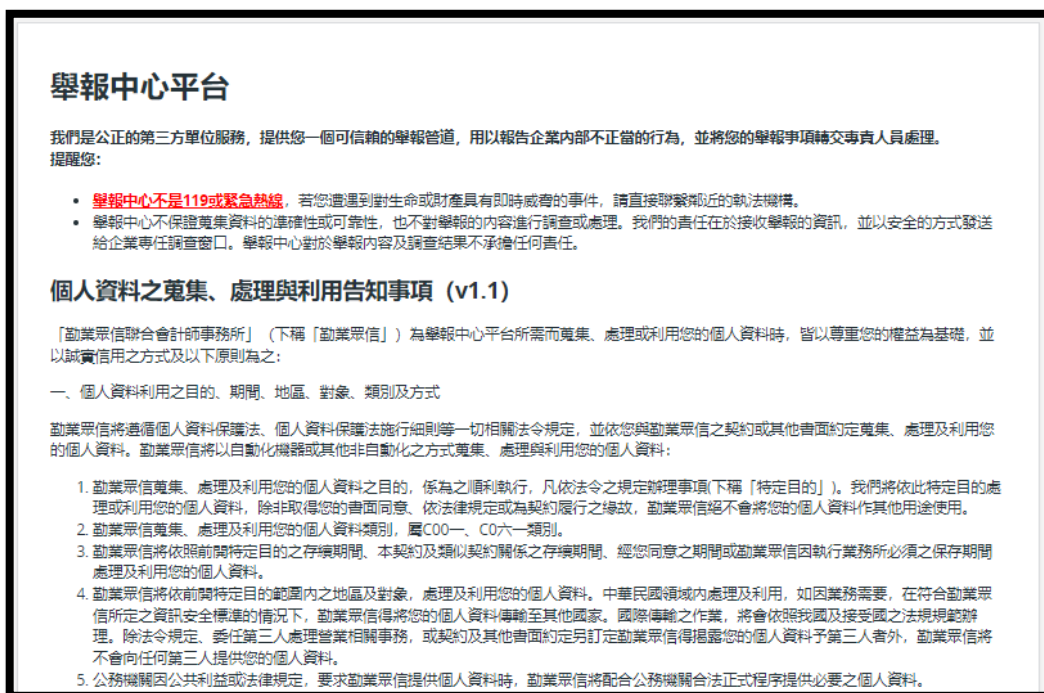 舉報中心平台
我們是公正的第三方單位服務，提供您一個可信賴的舉報管道，用以報告企業內部不正當的行為，並將您的舉報事項轉交專責人員處理。
提醒您：
• 舉報中心不是119或緊急熱線，若您遭遇到對生命或財產具有即時威脅的事件，請直接聯繫鄰近的執法機構。
• 舉報中心不保證蒐集資料的準確性或可靠性，也不對舉報的內容進行調查或處理。我們的責任在於接收舉報的資訊，並以安全的方式發送
給企業專任調查窗口。舉報中心對於舉報內容及調查結果不承擔任何責任。
個人資料之蒐集、處理與利用告知事項（v1.1）
「勤業眾信聯合會計師事務所」（下稱「勤業眾信」）為舉報中心平台所需而蒐集、處理或利用您的個人資料時，皆以尊重您的權益為基礎，並
以誠實信用之方式及以下原則為之：
一、個人資料利用之目的、期間、地區、對象、類別及方式
勤業眾信將遵循個人資料保護法、個人資料保護法施行細則等一切相關法令規定，並依您與勤業眾信之契約或其他書面約定蒐集、處理及利用您
的個人資料。勤業眾信將以自動化機器或其他非自動化之方式蒐集、處理與利用您的個人資料：
1. 勤業眾信蒐集、處理及利用您的個人資料之目的，係為之順利執行，凡依法令之規定辦理事項(下稱「特定目的」)。我們將依此特定目的處
理或利用您的個人資料，除非取得您的書面同意、依法律規定或為契約履行之緣故，勤業眾信絕不會將您的個人資料作其他用途使用。
2. 勤業眾信蒐集、處理及利用您的個人資料類別，屬C00一、C0六一類別。
3. 勤業眾信將依照前開特定目的之存續期間、本契約及類似契約關係之存續期間、經您同意之期間或勤業眾信因執行業務所必須之保存期間
處理及利用您的個人資料。
4. 勤業眾信將依前開特定目的範圍內之地區及對象，處理及利用您的個人資料。中華民國領域內處理及利用，如因業務需要，在符合勤業眾
信所定之資訊安全標準的情況下，勤業眾信得將您的個人資料傳輸至其他國家。國際傳輸之作業，將會依照我國及接受國之法規規範辦
理。除法令規定、委任第三人處理營業相關事務，或契約及其他書面約定另訂定勤業眾信得揭露您的個人資料予第三人者外，勤業眾信將
不會向任何第三人提供您的個人資料。
5. 公務機關因公共利益或法律規定，要求勤業眾信提供個人資料時，勤業眾信將配合公務機關合法正式程序提供必要之個人資料。